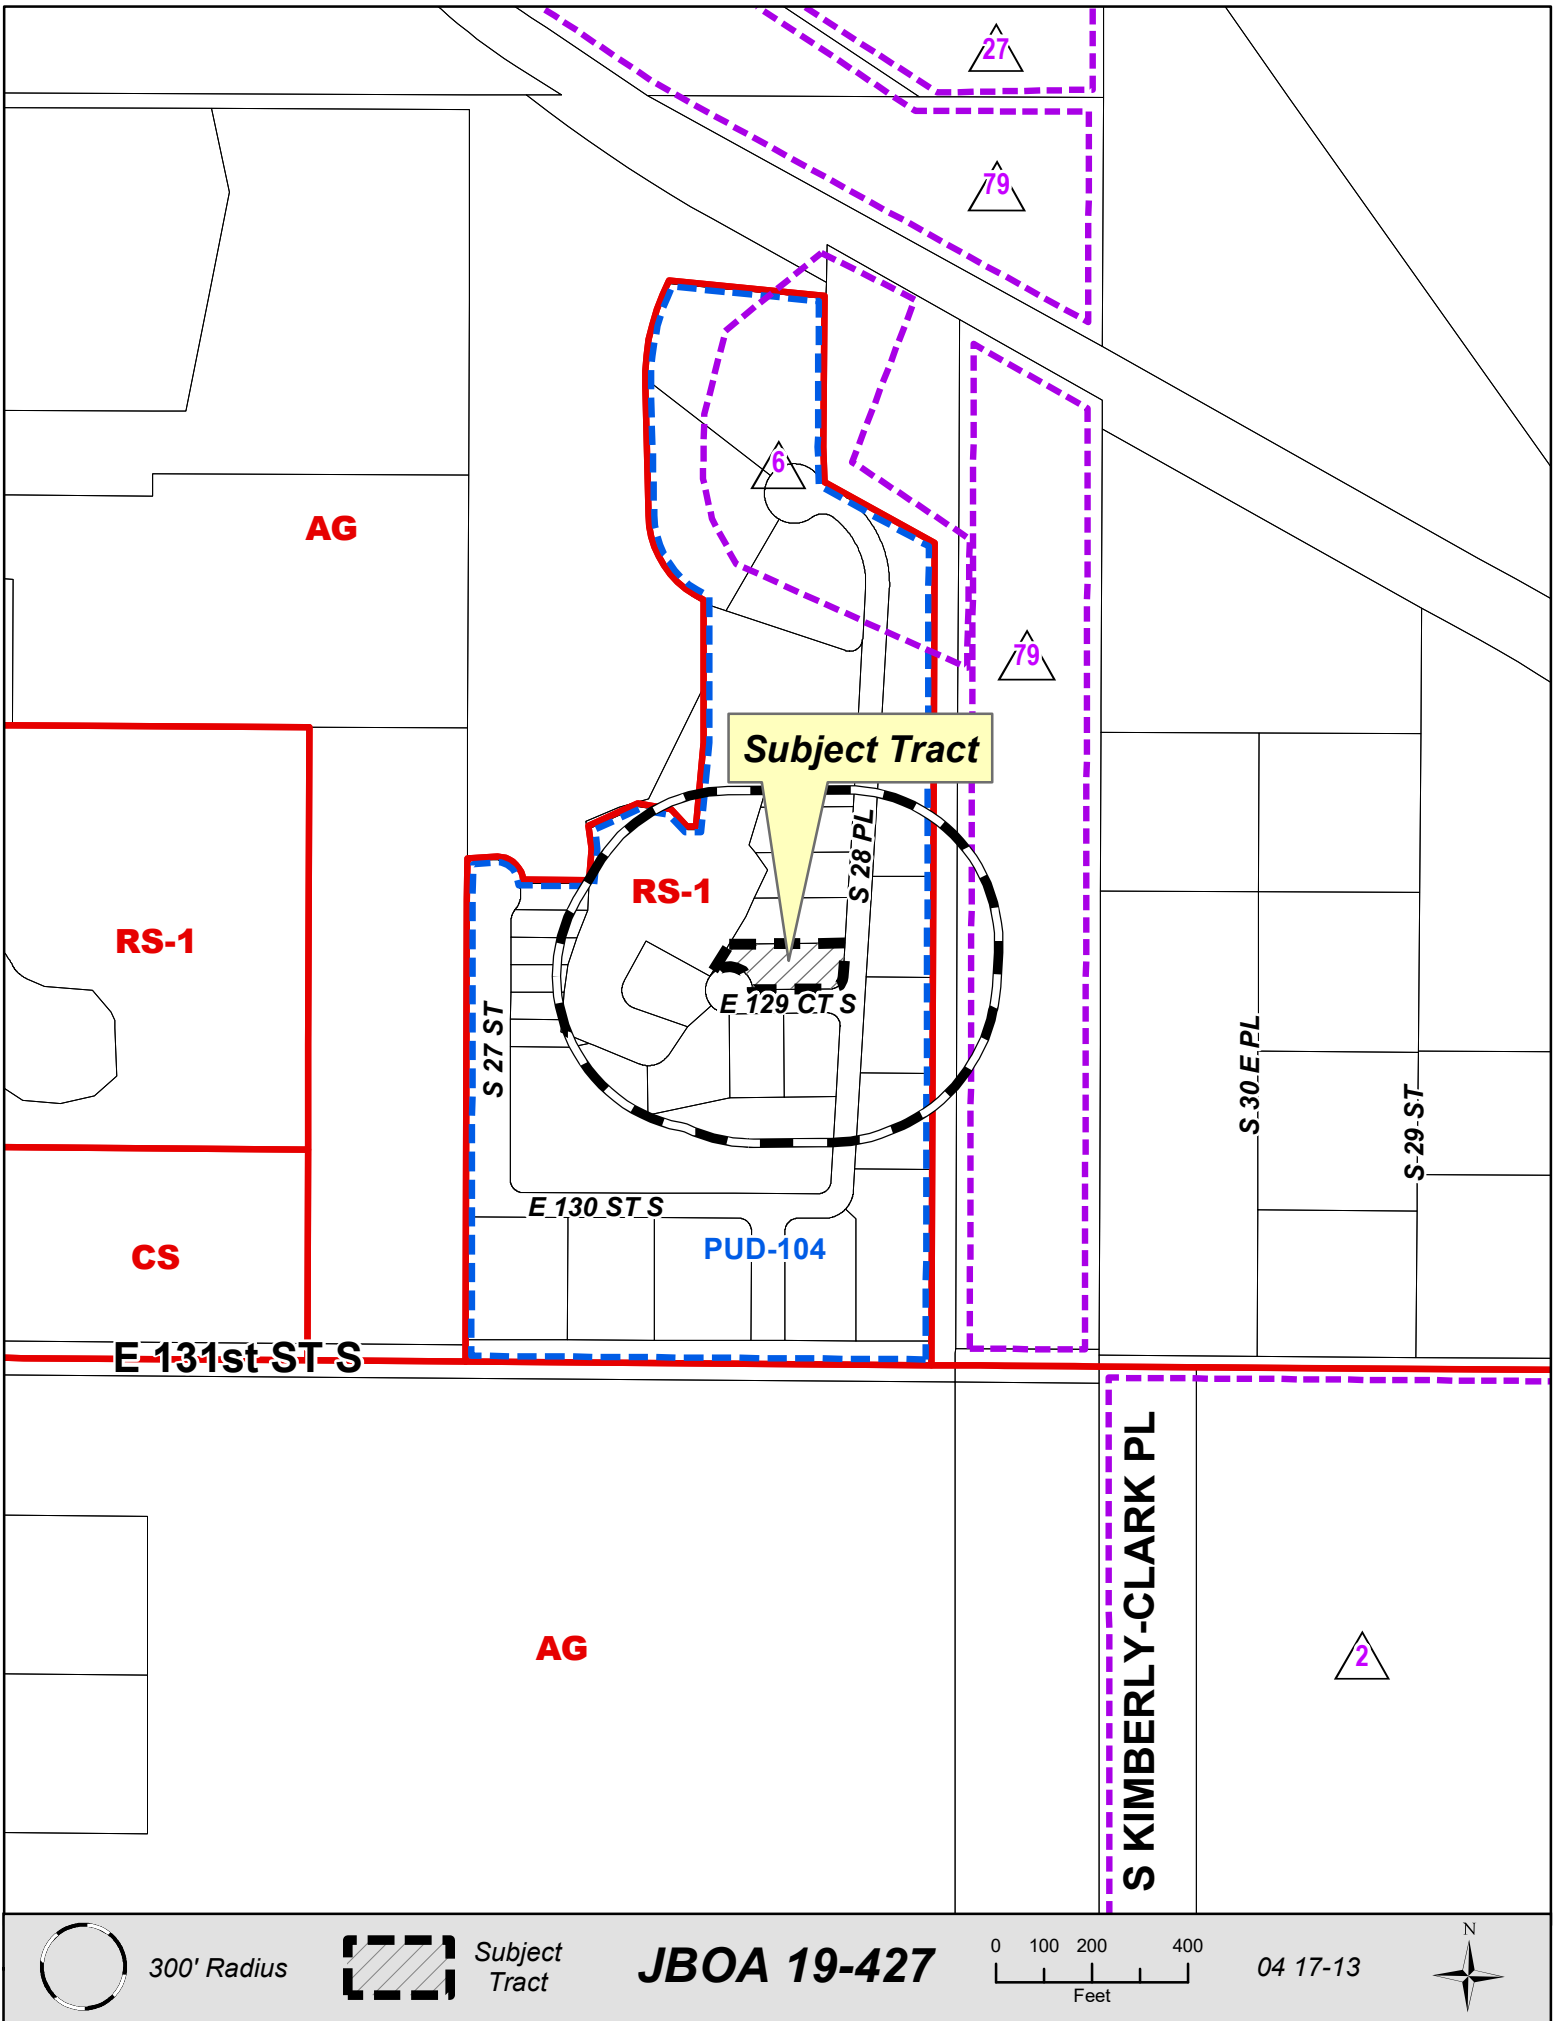 27
79
6
AG
79
Subject Tract
S 28 PL
RS-1
RS-1
E 129 CT S
S 27 ST
S 30 E PL
S 29 ST
E 130 ST S
PUD-104
CS
E 131st ST S
S KIMBERLY-CLARK PL
AG
2
300' Radius
Subject
Tract
JBOA 19-427
0 100 200 400
Feet
04 17-13
N